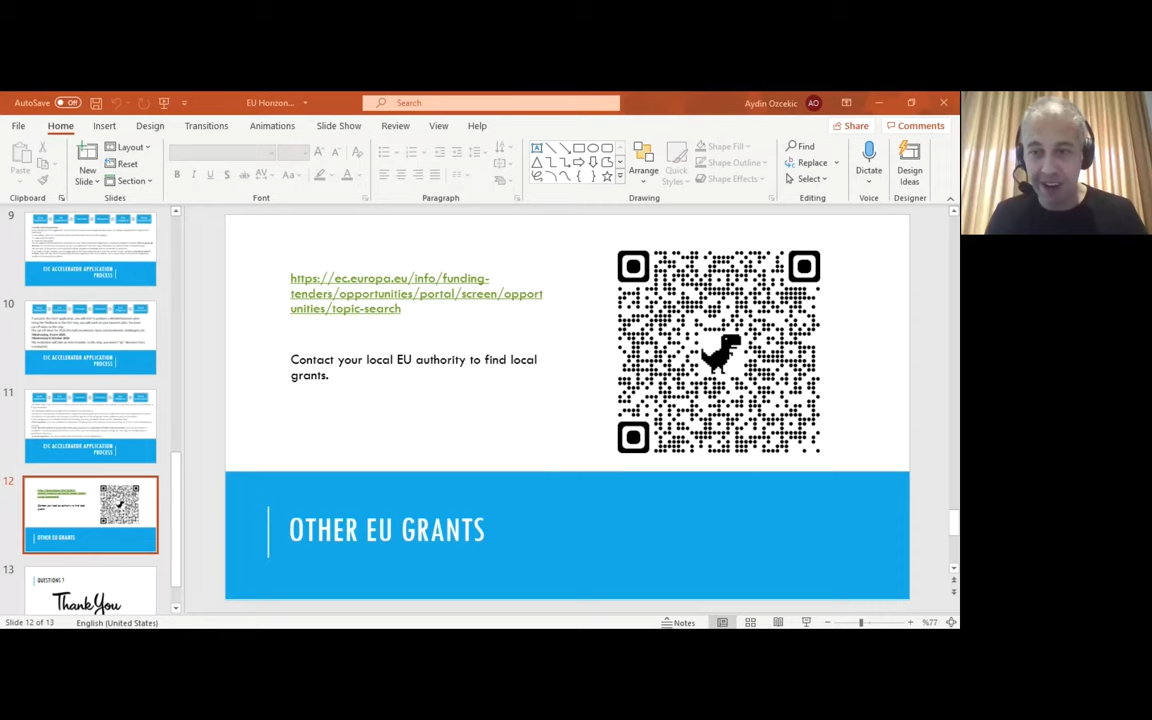 AutoSave Off
EU Horizon...
Search
Aydin Ozcekic AO
File Home Insert Design Transitions Animations Slide Show Review View Help
Share Comments
Paste
New
Slide
Layout
Reset
Section
Quick
Styles
Arrange
Shape Fill
Shape Outline
Shape Effects
Find
Replace
Select
Dictate
Design
Ideas
Clipboard Slides Font Paragraph Drawing Editing Voice Designer
9
EIC ACCELERATOR APPLICATION
PROCESS
10
EIC ACCELERATOR APPLICATION
PROCESS
11
EIC ACCELERATOR APPLICATION
PROCESS
12
OTHER EU GRANTS
13
QUESTIONS ?
Thank You
https://ec.europa.eu/info/funding-
tenders/opportunities/portal/screen/opport
unities/topic-search
Contact your local EU authority to find local
grants.
OTHER EU GRANTS
Slide 12 of 13 English (United States)
Notes
%77